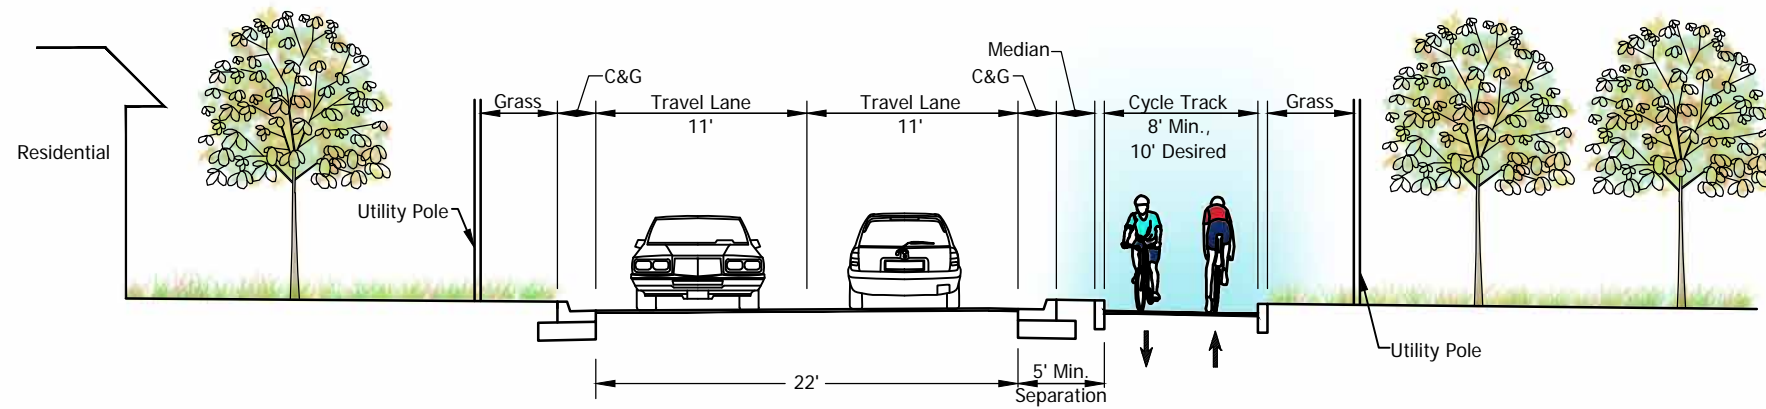 Median
C&G
C&G
Grass
Travel Lane
11'
Travel Lane
11'
Cycle Track
8' Min.,
10' Desired
Grass
Residential
Utility Pole
Utility Pole
22'
5' Min.
Separation